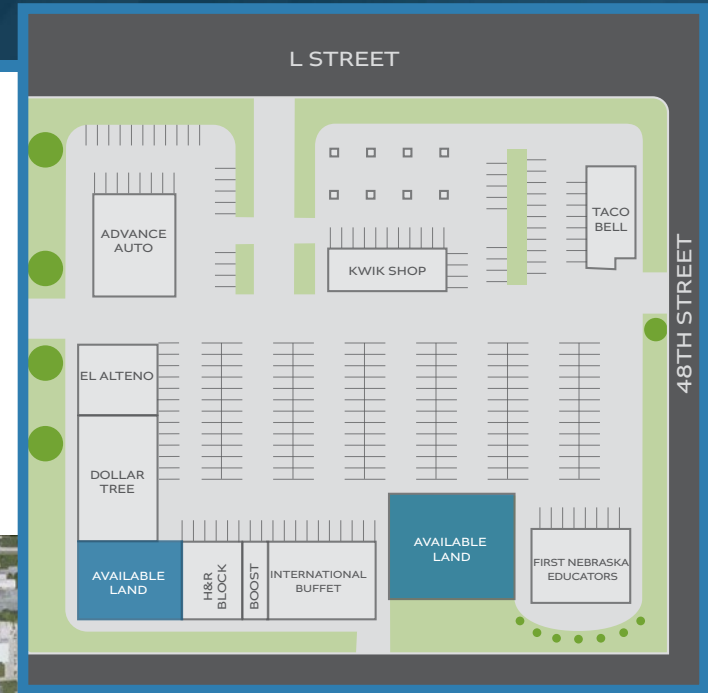 L STREET
48TH STREET
ADVANCE
AUTO
KWIK SHOP
TACO
BELL
EL ALTENO
DOLLAR
TREE
AVAILABLE
LAND
H&R
BLOCK
BOOST
INTERNATIONAL
BUFFET
AVAILABLE
LAND
FIRST NEBRASKA
EDUCATORS